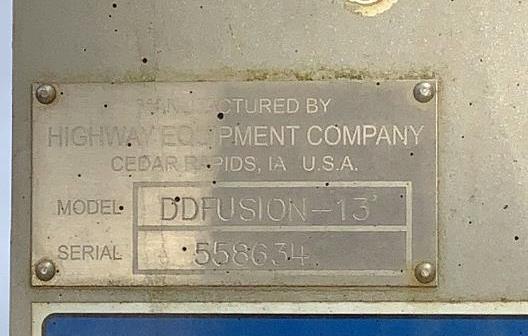 MANUFACTURED BY
HIGHWAY EQUIPMENT COMPANY
CEDAR RAPIDS, IA U.S.A.
MODEL DDFUSION-13'
SERIAL 558634